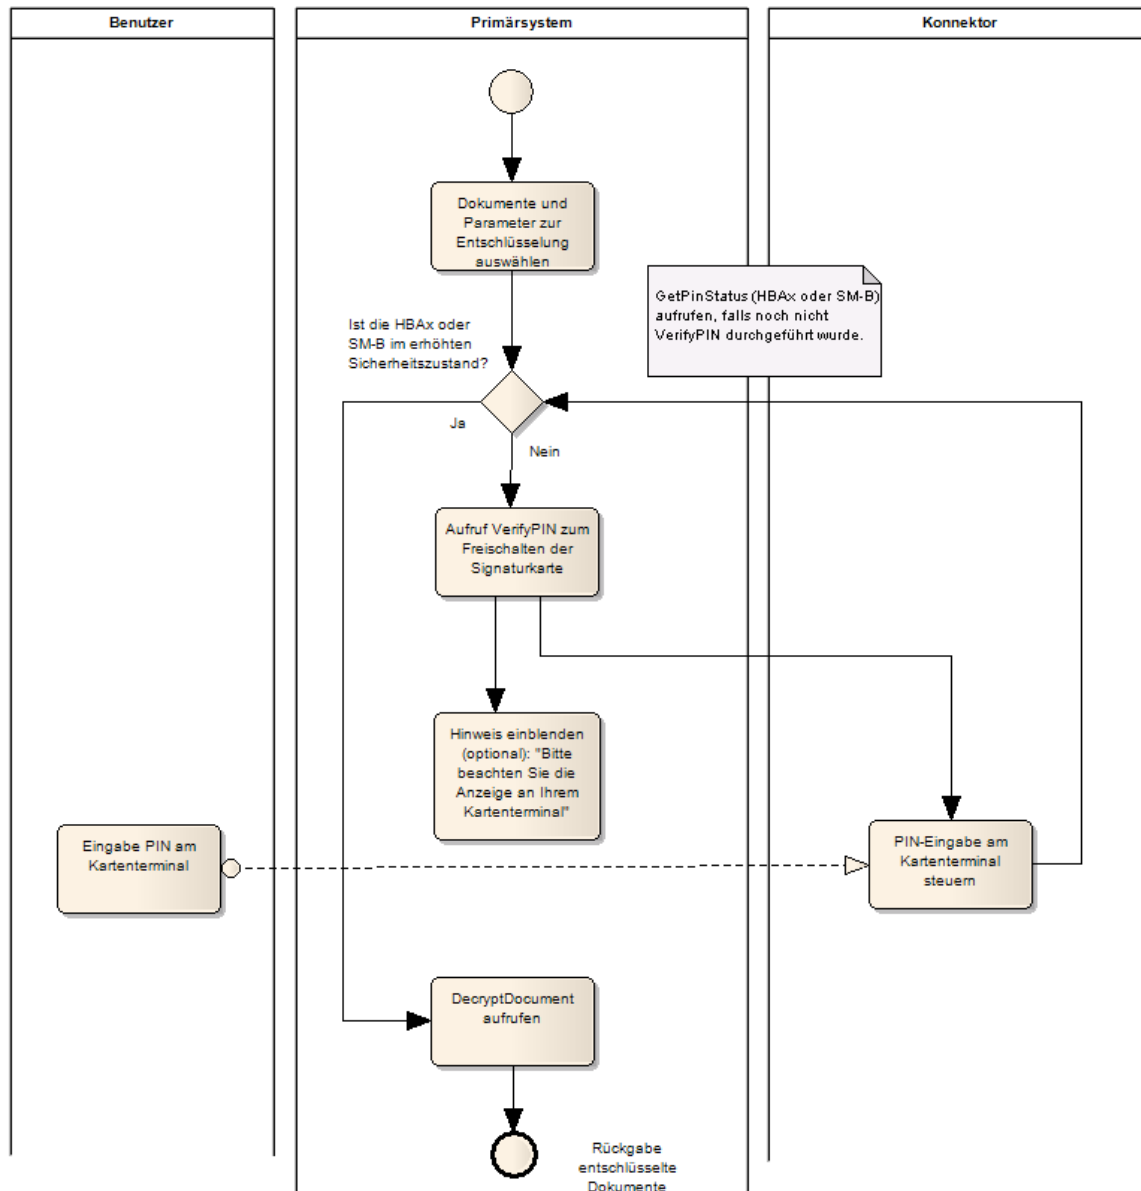 Benutzer
Primärsystem
Konnektor
Dokumente und
Parameter zur
Entschlüsselung
auswählen
GetPinStatus (HBAx oder SM-B)
aufrufen, falls noch nicht
VerifyPIN durchgeführt wurde.
Ist die HBAx oder
SM-B im erhöhten
Sicherheitszustand?
Ja
Nein
Aufruf VerifyPIN zum
Freischalten der
Signaturkarte
Hinweis einblenden
(optional): "Bitte
beachten Sie die
Anzeige an Ihrem
Kartenterminal"
Eingabe PIN am
Kartenterminal
PIN-Eingabe am
Kartenterminal
steuern
DecryptDocument
aufrufen
Rückgabe
entschlüsselte
Dokumente